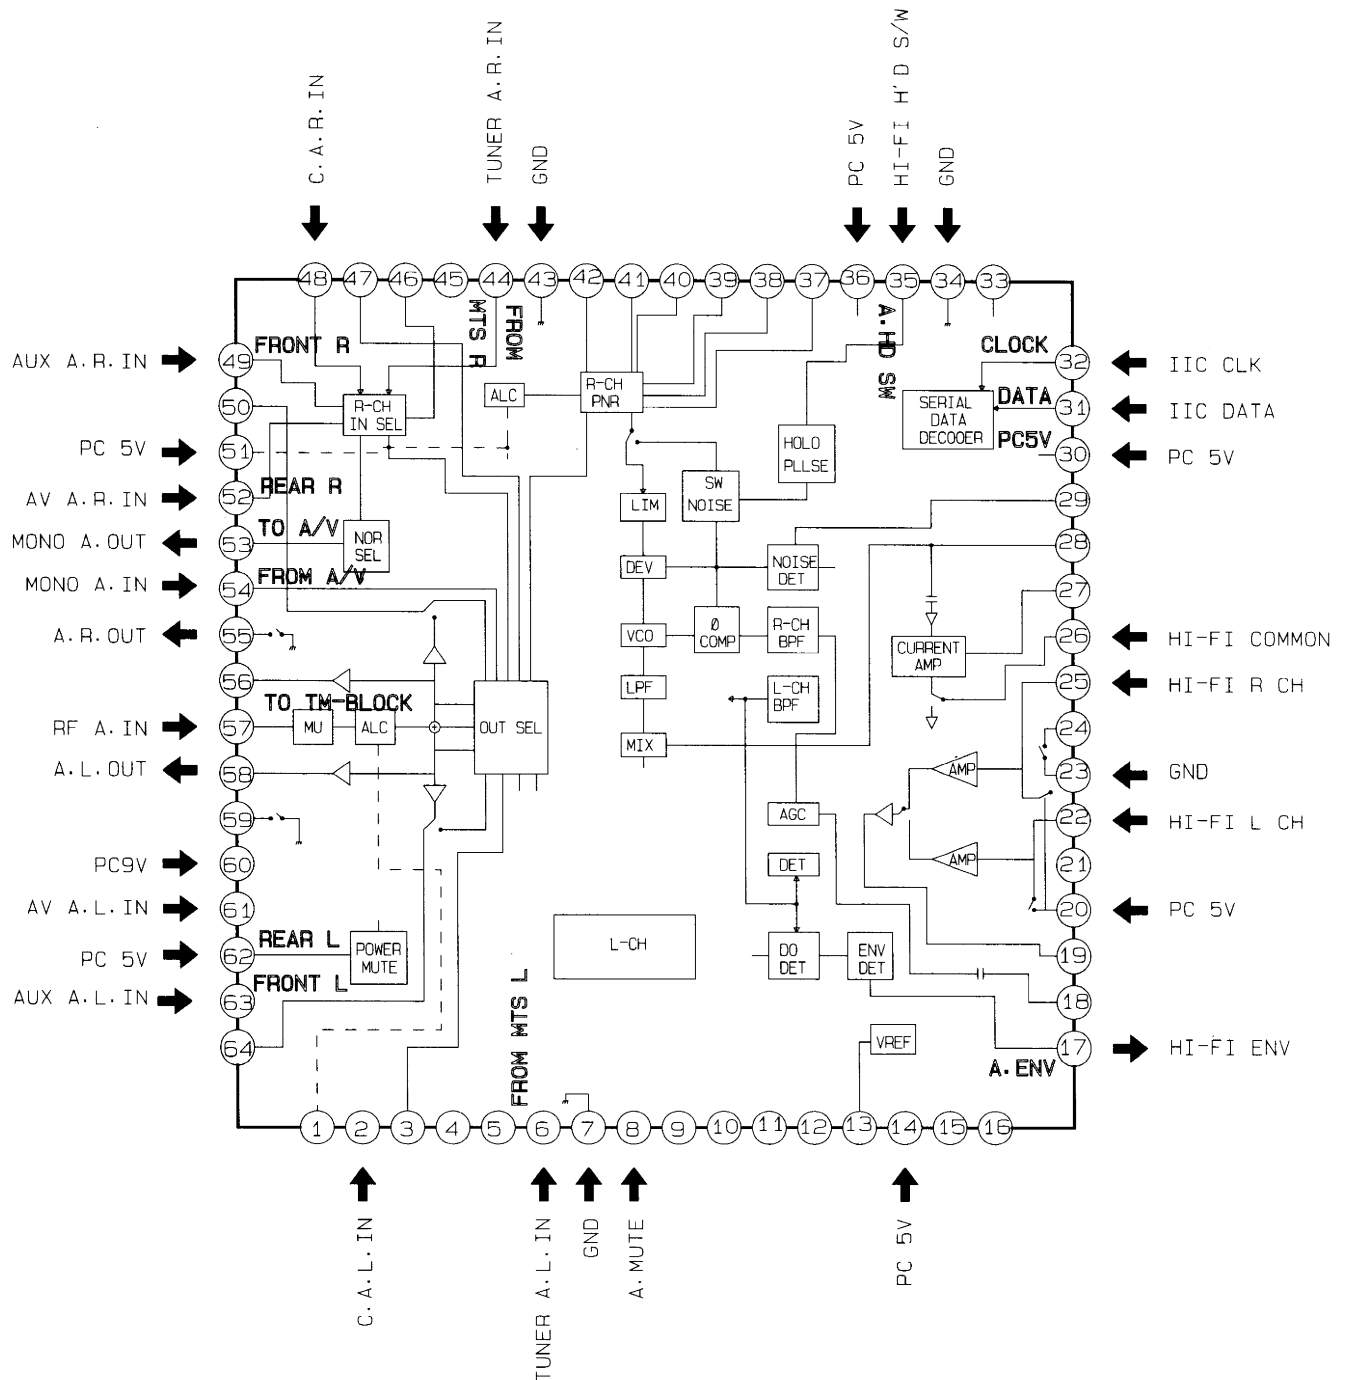 C.A.R.IN
TUNER A.R.IN
GND
PC 5V
HI-FI H'D S/W
GND
48 47 46 45 44 43 42 41 40 39 38 37 36 35 34 33
FROM
MTS R
A.HD SW
AUX A.R.IN
49
FRONT R
50
PC 5V
51
AV A.R.IN
52
REAR R
MONO A.OUT
53
TO A/V
MONO A.IN
54
FROM A/V
A.R.OUT
55
56
TO TM-BLOCK
RF A.IN
57
A.L.OUT
58
59
PC9V
60
AV A.L.IN
61
PC 5V
62
REAR L
AUX A.L.IN
63
FRONT L
64
R-CH
IN SEL
NOR
SEL
ALC
R-CH
PNR
HOLO
PLLSE
SW
NOISE
LIM
DEV
NOISE
DET
VCO
Ø
COMP
R-CH
BPF
LPF
L-CH
BPF
MIX
MU
ALC
OUT SEL
AGC
DET
DO
DET
ENV
DET
POWER
MUTE
L-CH
VREF
SERIAL
DATA
DECOOER
CURRENT
AMP
AMP
AMP
CLOCK
32
IIC CLK
DATA
31
IIC DATA
PC5V
30
PC 5V
29
28
27
26
HI-FI COMMON
25
HI-FI R CH
24
23
GND
22
HI-FI L CH
21
20
PC 5V
19
18
17
HI-FI ENV
A.ENV
FROM MTS L
1 2 3 4 5 6 7 8 9 10 11 12 13 14 15 16
C.A.L.IN
TUNER A.L.IN
GND
A.MUTE
PC 5V